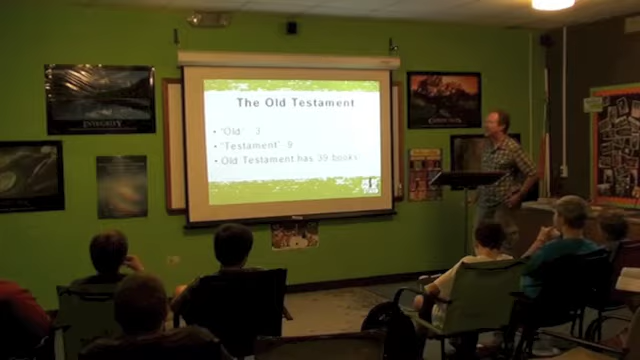 The Old Testament
• "Old" 3
• "Testament" 9
• Old Testament has 39 books
INTEGRITY